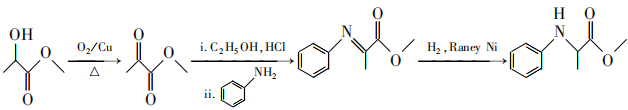 OH
O
O
O₂/Cu
△
O
O
O
i. C₂H₅OH,HCl
ii.
NH₂
N
O
O
H₂,Raney Ni
H
N
O
O